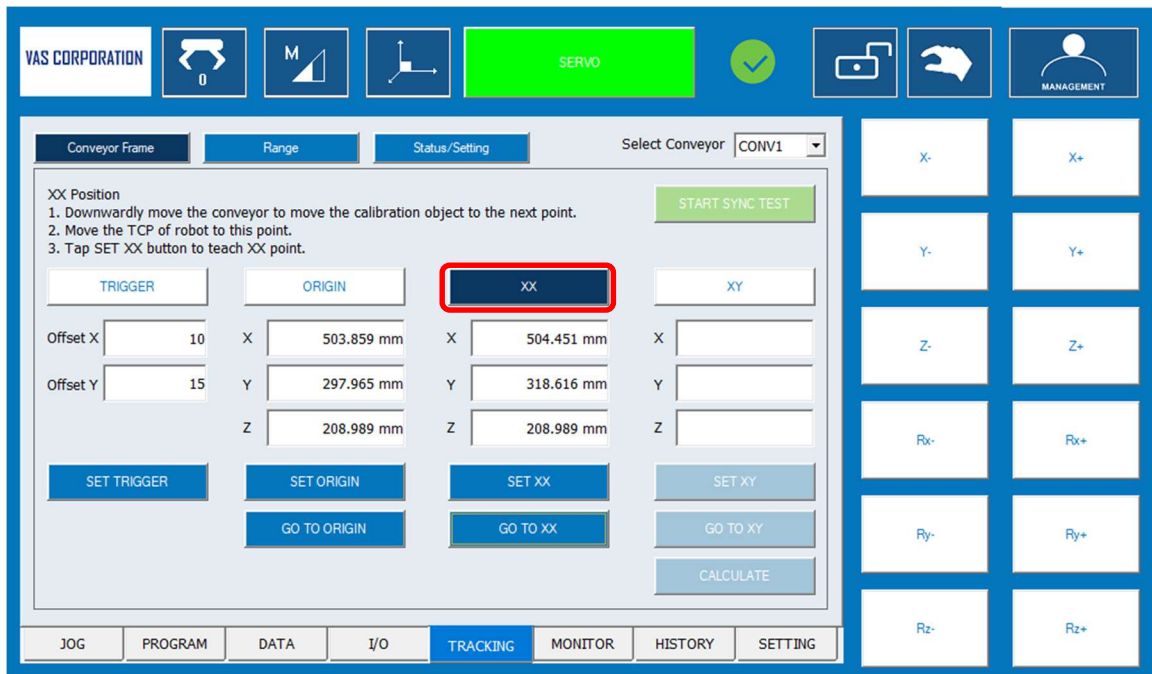 VAS CORPORATION
0
M
SERVO
MANAGEMENT
Conveyor Frame
Range
Status/Setting
Select Conveyor CONV1
XX Position
1. Downwardly move the conveyor to move the calibration object to the next point.
2. Move the TCP of robot to this point.
3. Tap SET XX button to teach XX point.
START SYNC TEST
TRIGGER
ORIGIN
XX
XY
Offset X 10 X 503.859 mm X 504.451 mm X
Offset Y 15 Y 297.965 mm Y 318.616 mm Y
Z 208.989 mm Z 208.989 mm Z
SET TRIGGER
SET ORIGIN
SET XX
SET XY
GO TO ORIGIN
GO TO XX
GO TO XY
CALCULATE
JOG
PROGRAM
DATA
I/O
TRACKING
MONITOR
HISTORY
SETTING
X-
X+
Y-
Y+
Z-
Z+
Rx-
Rx+
Ry-
Ry+
Rz-
Rz+